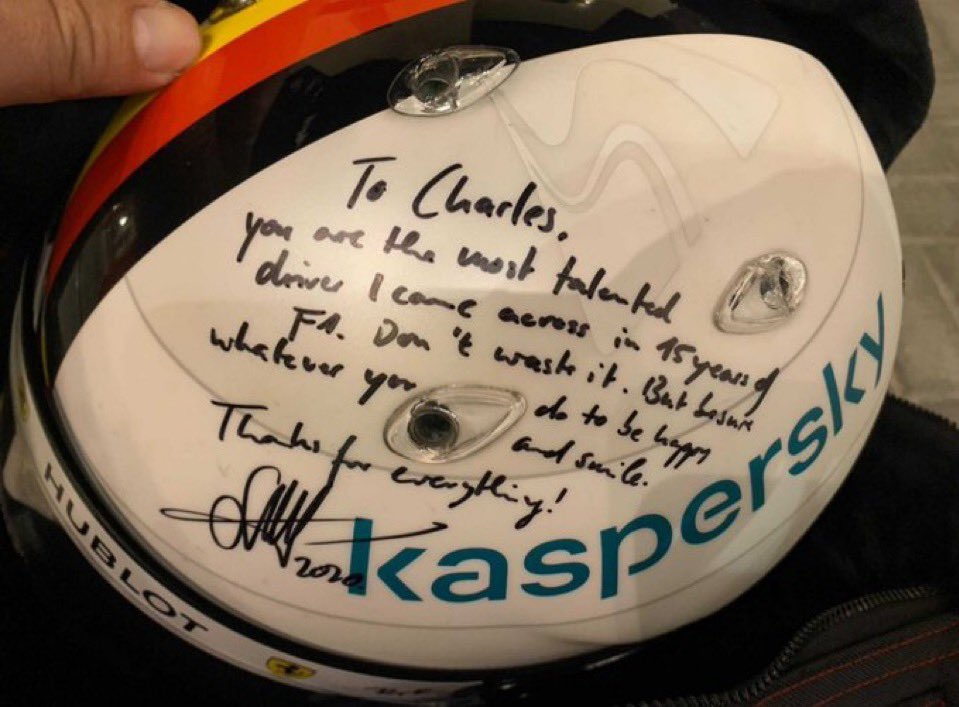 To Charles,
you are the most talented
driver I came across in 15 years of
F1. Don't waste it. But be sure
whatever you do to be happy
and smile.
Thanks for everything!
2020
kaspersky
HUBLOT